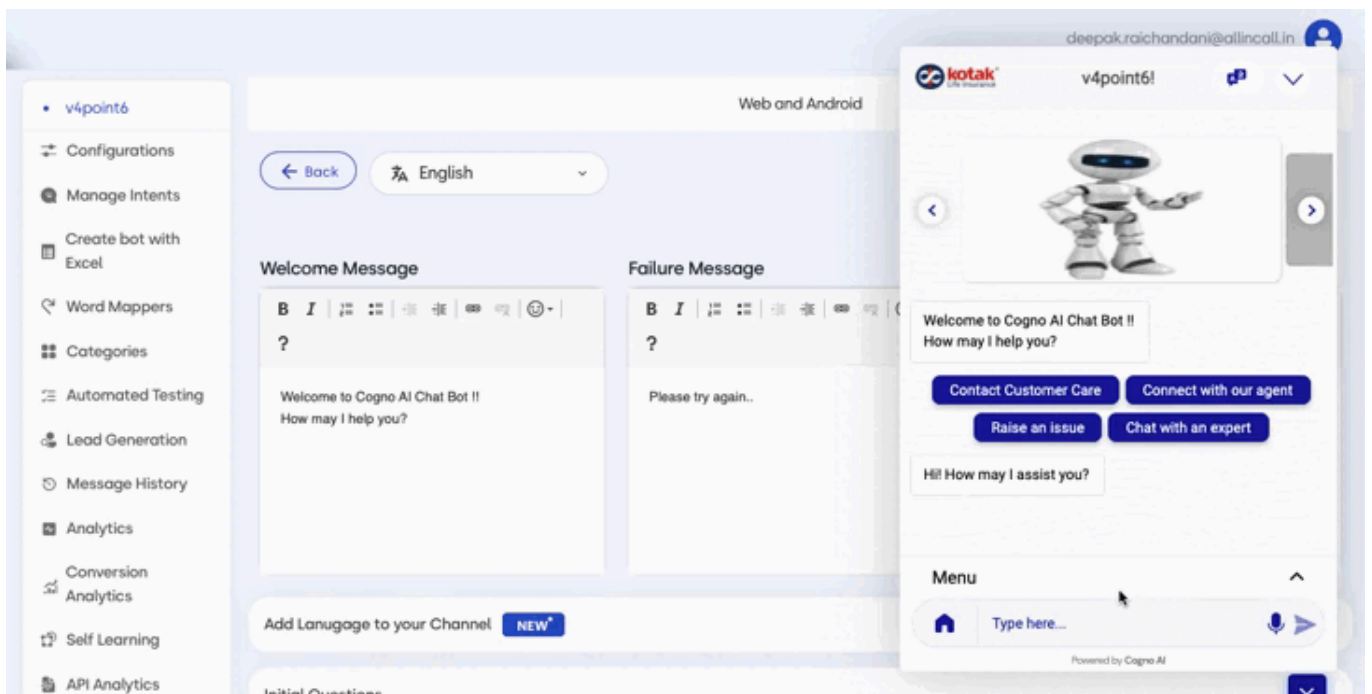 deepak.raichandani@allincall.in
v4point6
Configurations
Manage Intents
Create bot with
Excel
Word Mappers
Categories
Automated Testing
Lead Generation
Message History
Analytics
Conversion
Analytics
Self Learning
API Analytics
Web and Android
Back
English
Welcome Message
B I
?
Welcome to Cogno AI Chat Bot !!
How may I help you?
Failure Message
B I
?
Please try again..
Add Lanugage to your Channel NEW
Initial Questions
kotak
Life Insurance
v4point6!
Welcome to Cogno AI Chat Bot !!
How may I help you?
Contact Customer Care
Connect with our agent
Raise an issue
Chat with an expert
Hi! How may I assist you?
Menu
Type here...
Powered by Cogno AI